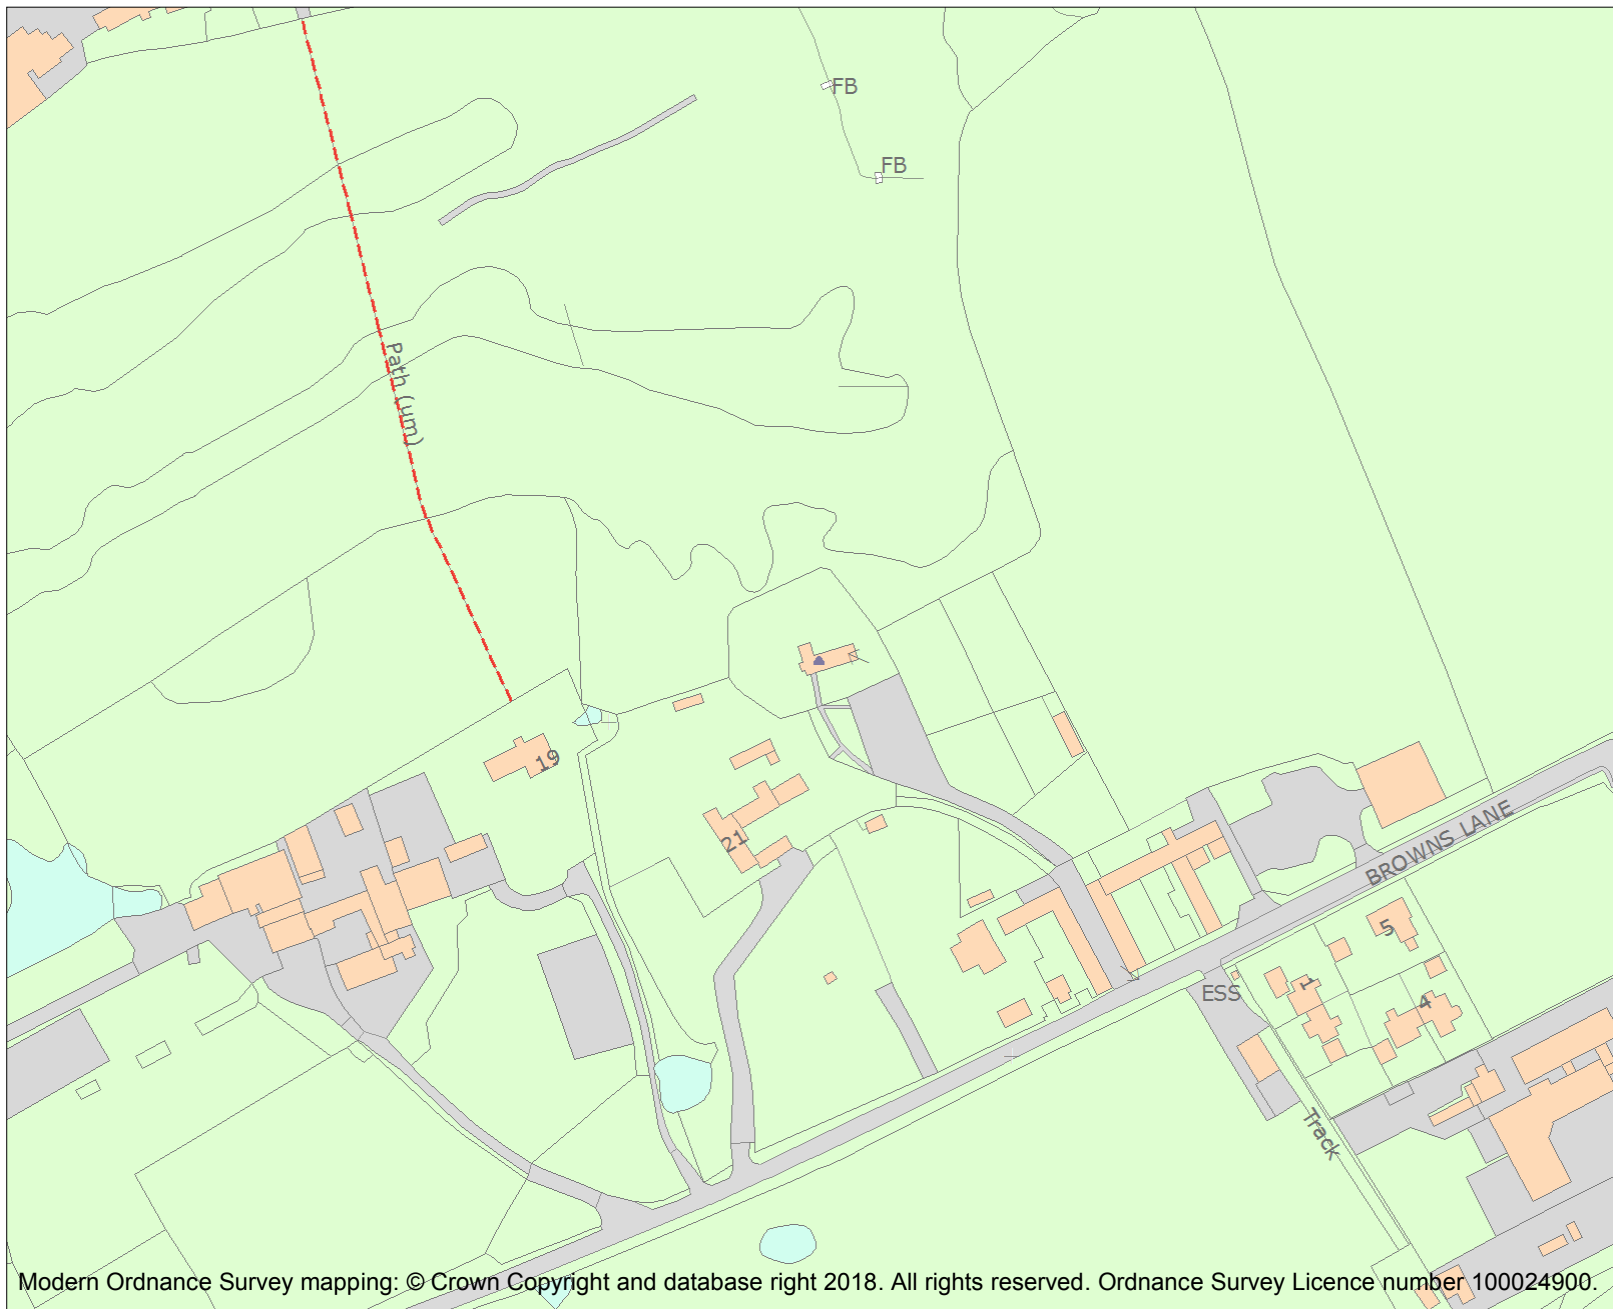 FB
FB
Path (um)
19
21
BROWNS LANE
5
1
4
ESS
Track
Modern Ordnance Survey mapping: © Crown Copyright and database right 2018. All rights reserved. Ordnance Survey Licence number 100024900.